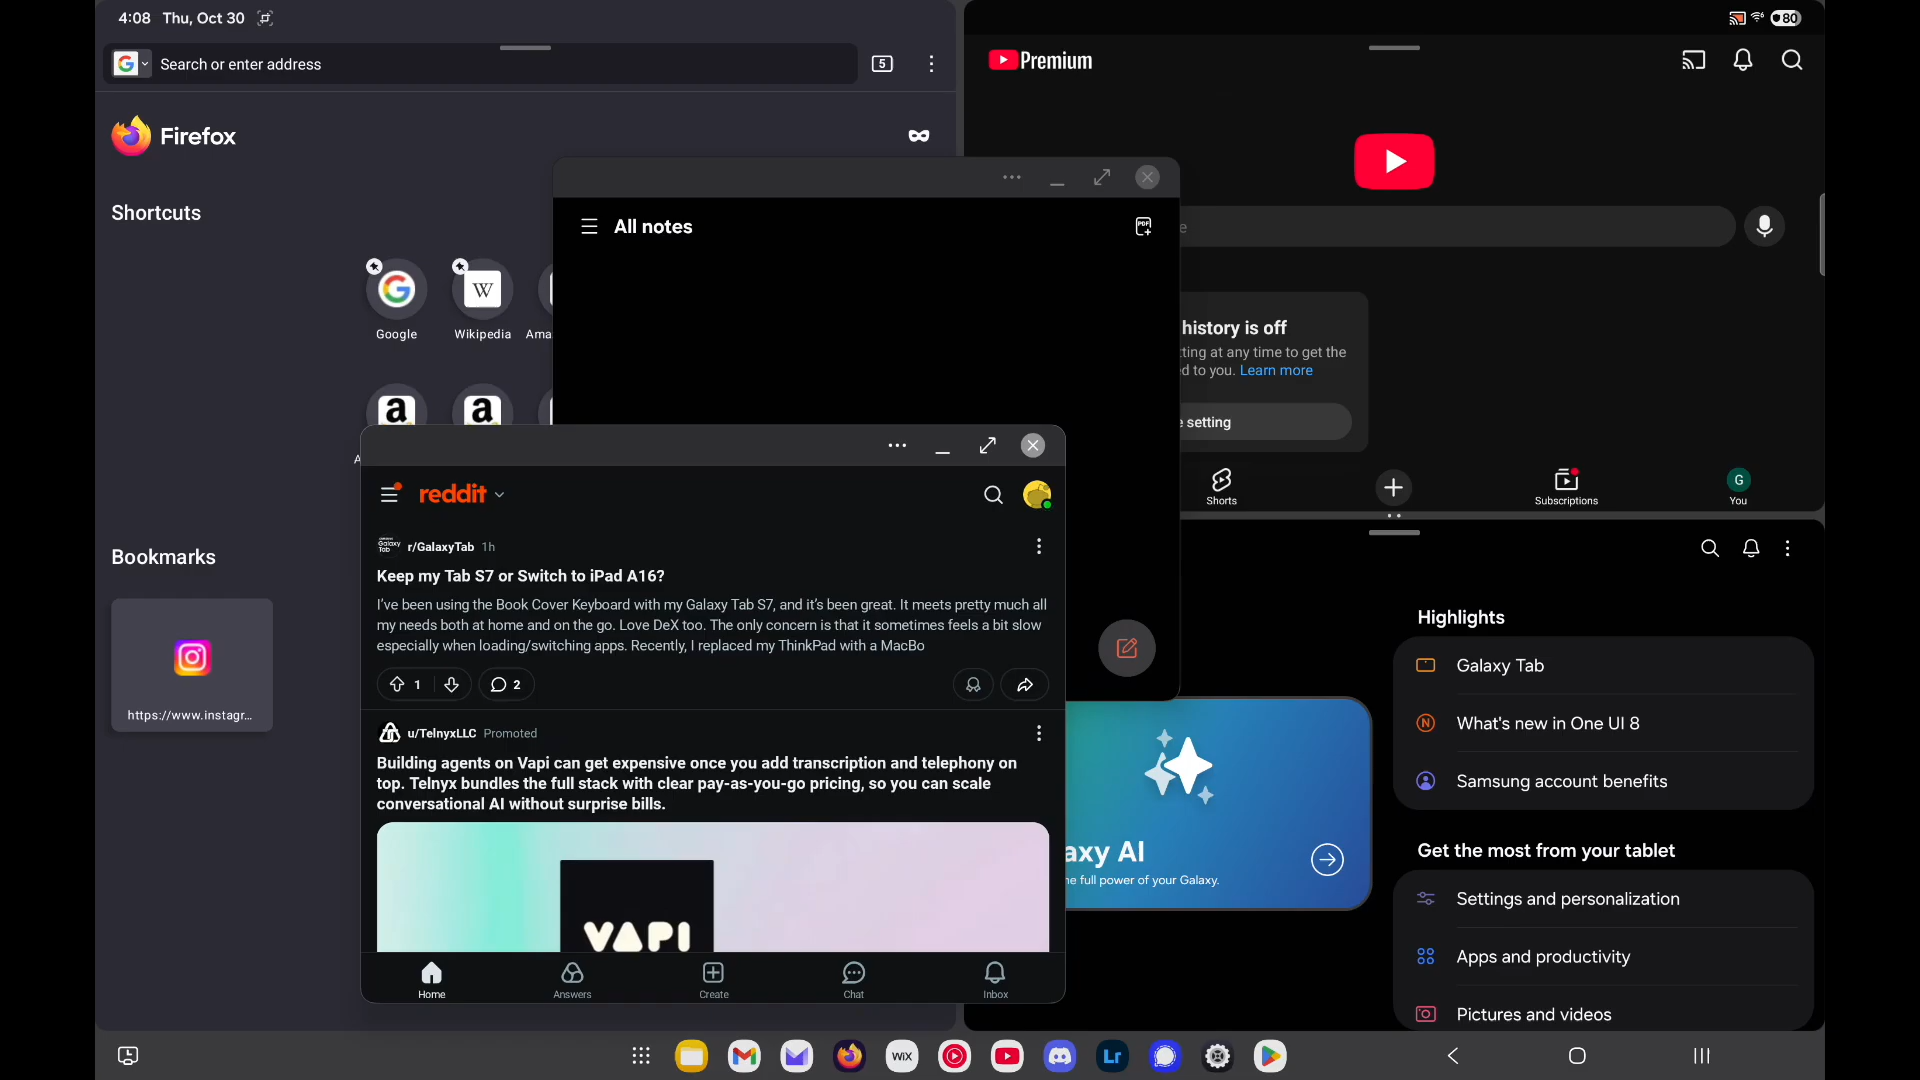 4:08 Thu, Oct 30
80
Search or enter address
5
Firefox
Shortcuts
Google
Wikipedia
Ama
Bookmarks
https://www.instagr...
Premium
history is off
ting at any time to get the
d to you. Learn more
e setting
Shorts
Subscriptions
G
You
All notes
PDF
reddit
r/GalaxyTab 1h
Keep my Tab S7 or Switch to iPad A16?
I've been using the Book Cover Keyboard with my Galaxy Tab S7, and it's been great. It meets pretty much all
my needs both at home and on the go. Love DeX too. The only concern is that it sometimes feels a bit slow
especially when loading/switching apps. Recently, I replaced my ThinkPad with a MacBo
1
2
u/TelnyxLLC Promoted
Building agents on Vapi can get expensive once you add transcription and telephony on
top. Telnyx bundles the full stack with clear pay-as-you-go pricing, so you can scale
conversational AI without surprise bills.
VAPI
Home
Answers
Create
Chat
Inbox
axy AI
he full power of your Galaxy.
Highlights
Galaxy Tab
What's new in One UI 8
Samsung account benefits
Get the most from your tablet
Settings and personalization
Apps and productivity
Pictures and videos
WiX
Lr